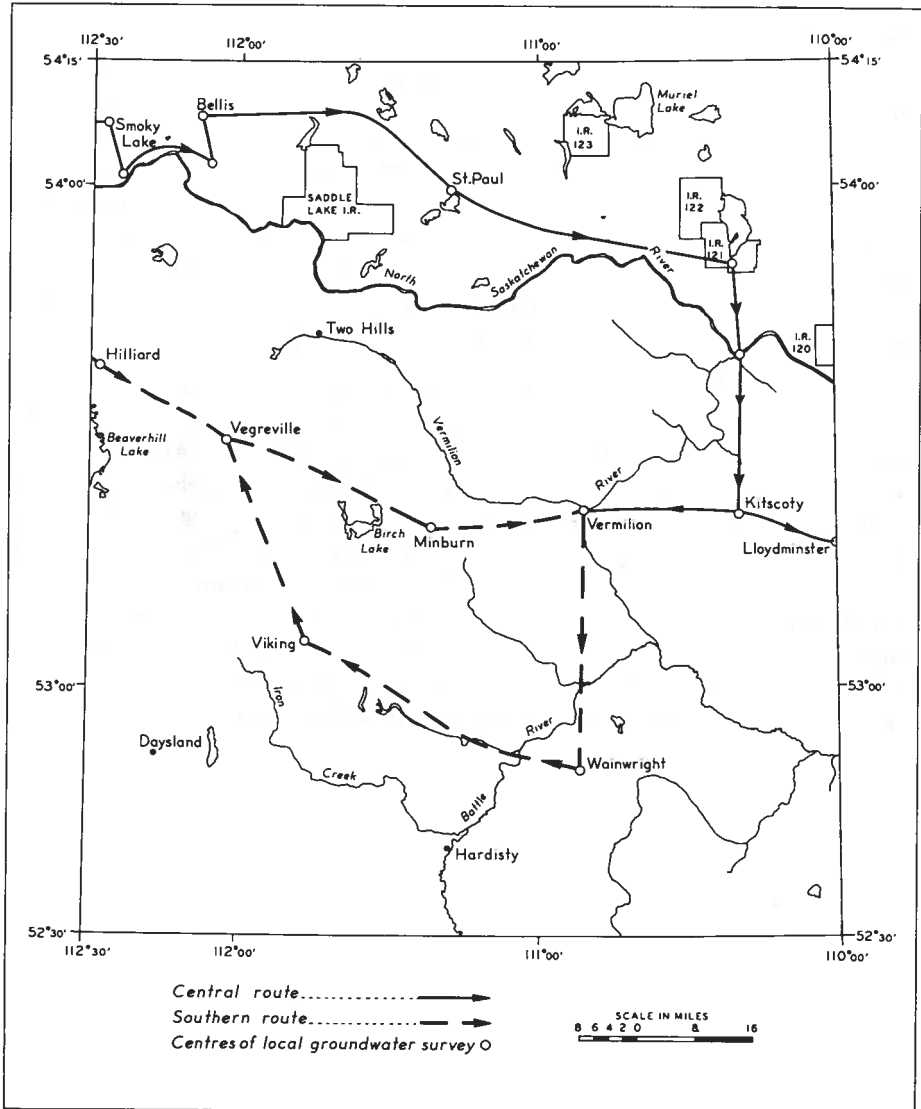 112°30'
112°00'
111°00'
110°00'
54°15'
54°15'
Bellis
Muriel
Lake
Smoky
Lake
I.R.
123
St.Paul
54°00'
54°00'
SADDLE
LAKE I.R.
I.R.
122
I.R.
121
North
Saskatchewan
River
Two Hills
I.R.
120
Hilliard
Vegreville
Beaverhill
Lake
Vermilion
River
Kitscoty
Birch
Lake
Minburn
Vermilion
Lloydminster
Viking
53°00'
53°00'
Iron
River
Daysland
Wainwright
Creek
Battle
Hardisty
52°30'
52°30'
112°30'
112°00'
111°00'
110°00'
Central route
Southern route
Centres of local groundwater survey
SCALE IN MILES
8 6 4 2 0 8 16